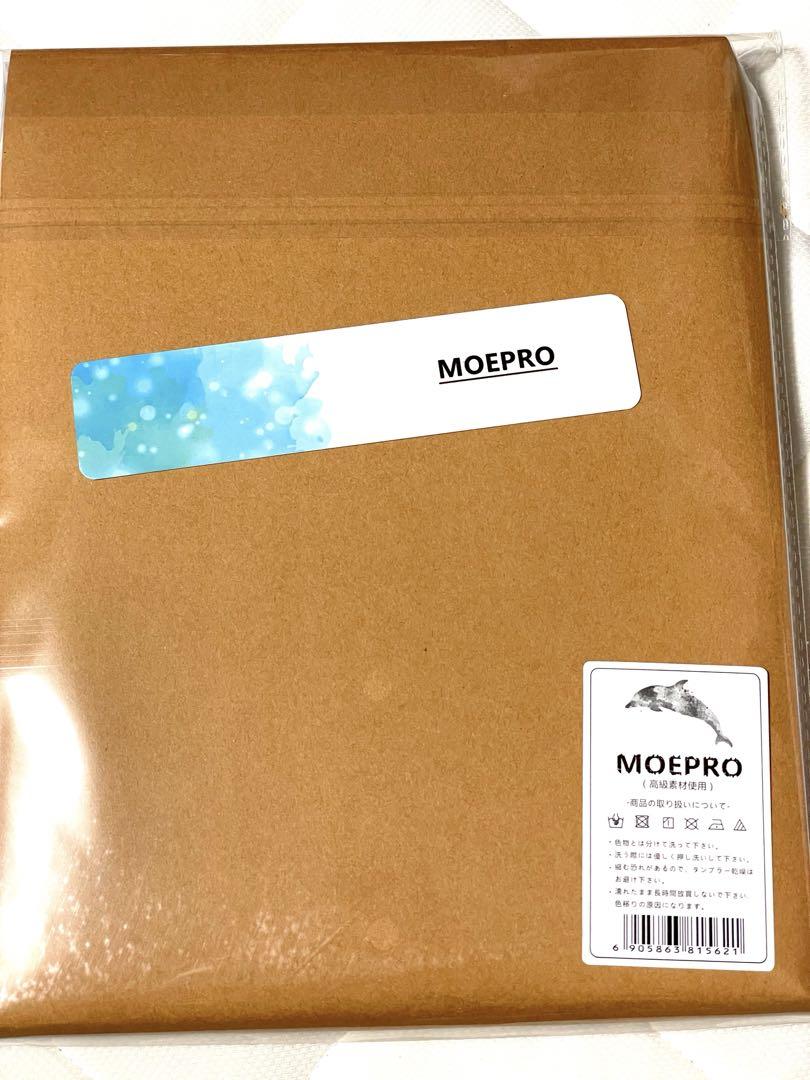 MOEPRO
MOEPRO
(高級素材使用)
-商品の取り扱いについて-
・色物とは分けて洗って下さい。
・洗う際には優しく押し洗いして下さい。
・縮む恐れがあるので、タンブラー乾燥は
お避け下さい。
・濡れたまま長時間放置しないで下さい、
色移りの原因になります。
6 905863 815621